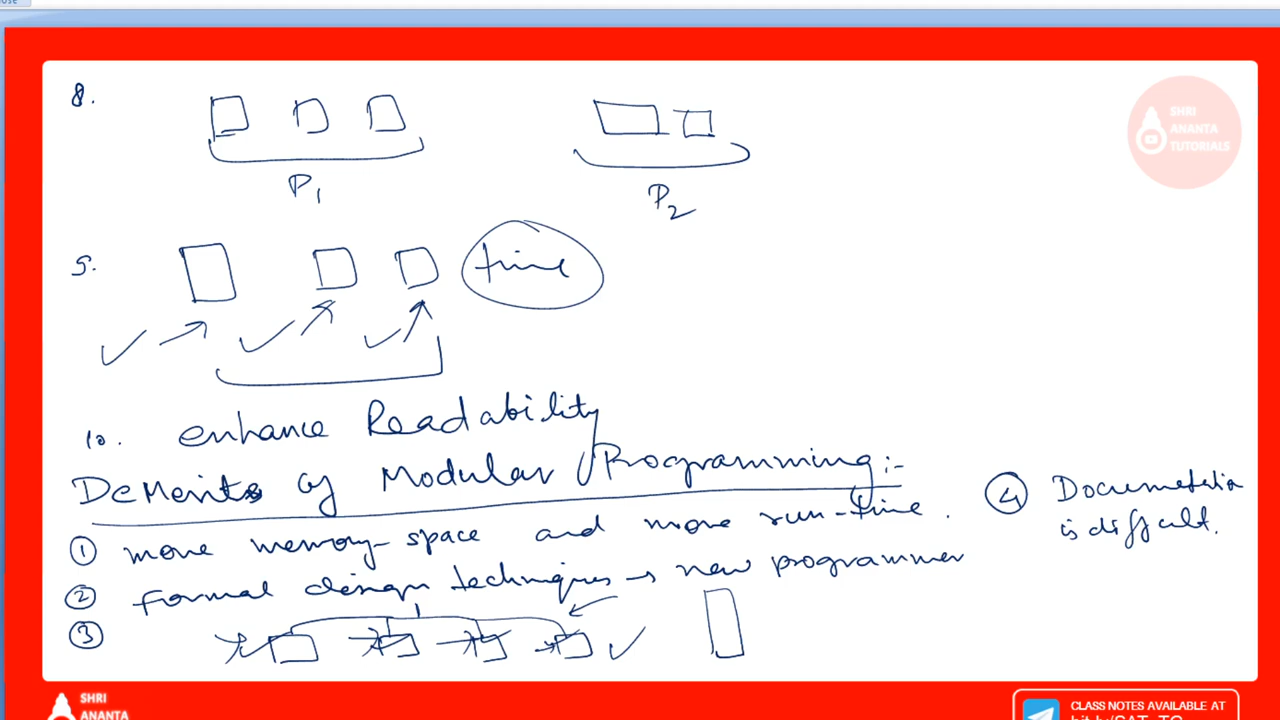 8.
P1
P2
SHRI
ANANTA
TUTORIALS
9.
time
10. enhance Readability
Demerits of Modular Programming:-
① more memory-space and more run-time.
② formal design techniques → new programmer
③
④ Documetatio
is difficult.
SHRI
ANANTA
CLASS NOTES AVAILABLE AT